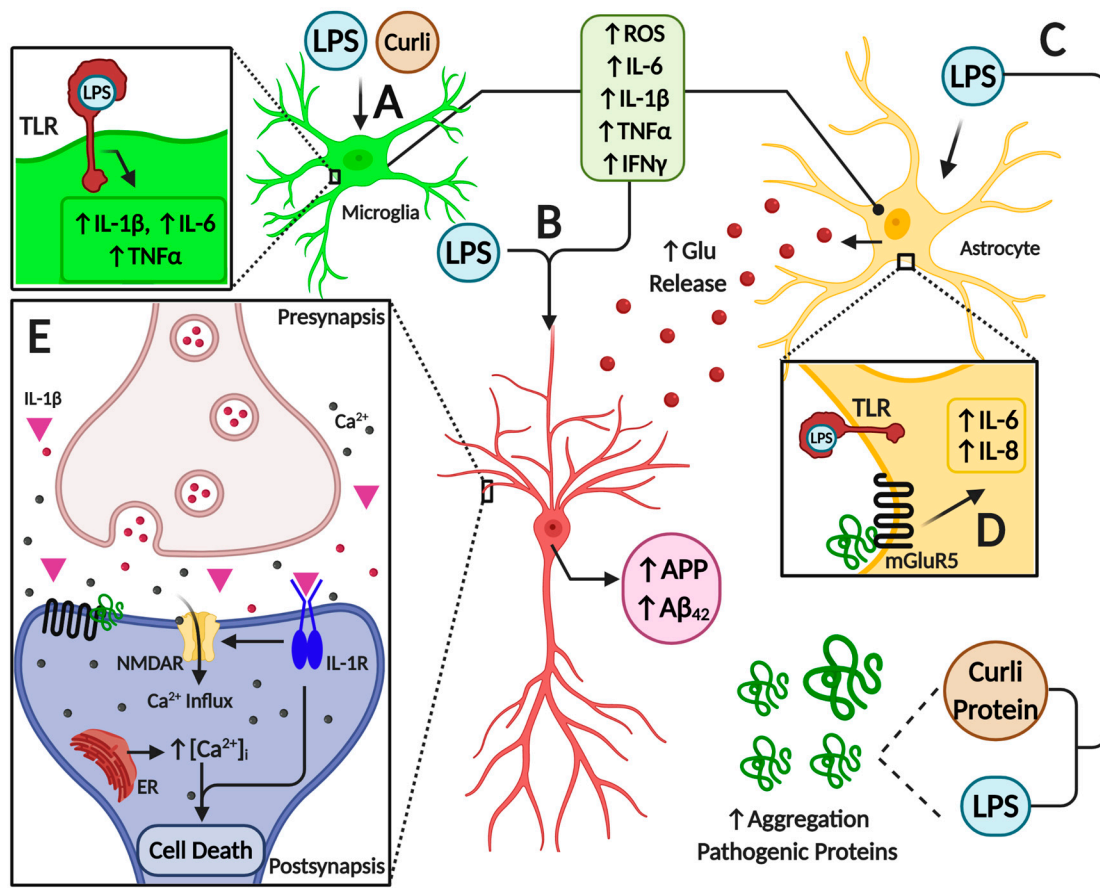 LPS
Curli
A
Microglia
TLR
LPS
↑ IL-1β, ↑ IL-6
↑ TNFα
↑ ROS
↑ IL-6
↑ IL-1β
↑ TNFα
↑ IFNγ
C
LPS
Astrocyte
B
LPS
↑ Glu
Release
TLR
LPS
↑ IL-6
↑ IL-8
mGluR5
D
E
Presynapsis
IL-1β
Ca²⁺
NMDAR
IL-1R
Ca²⁺ Influx
ER
↑ [Ca²⁺]ᵢ
Cell Death
Postsynapsis
↑ APP
↑ Aβ₄₂
Curli
Protein
LPS
↑ Aggregation
Pathogenic Proteins